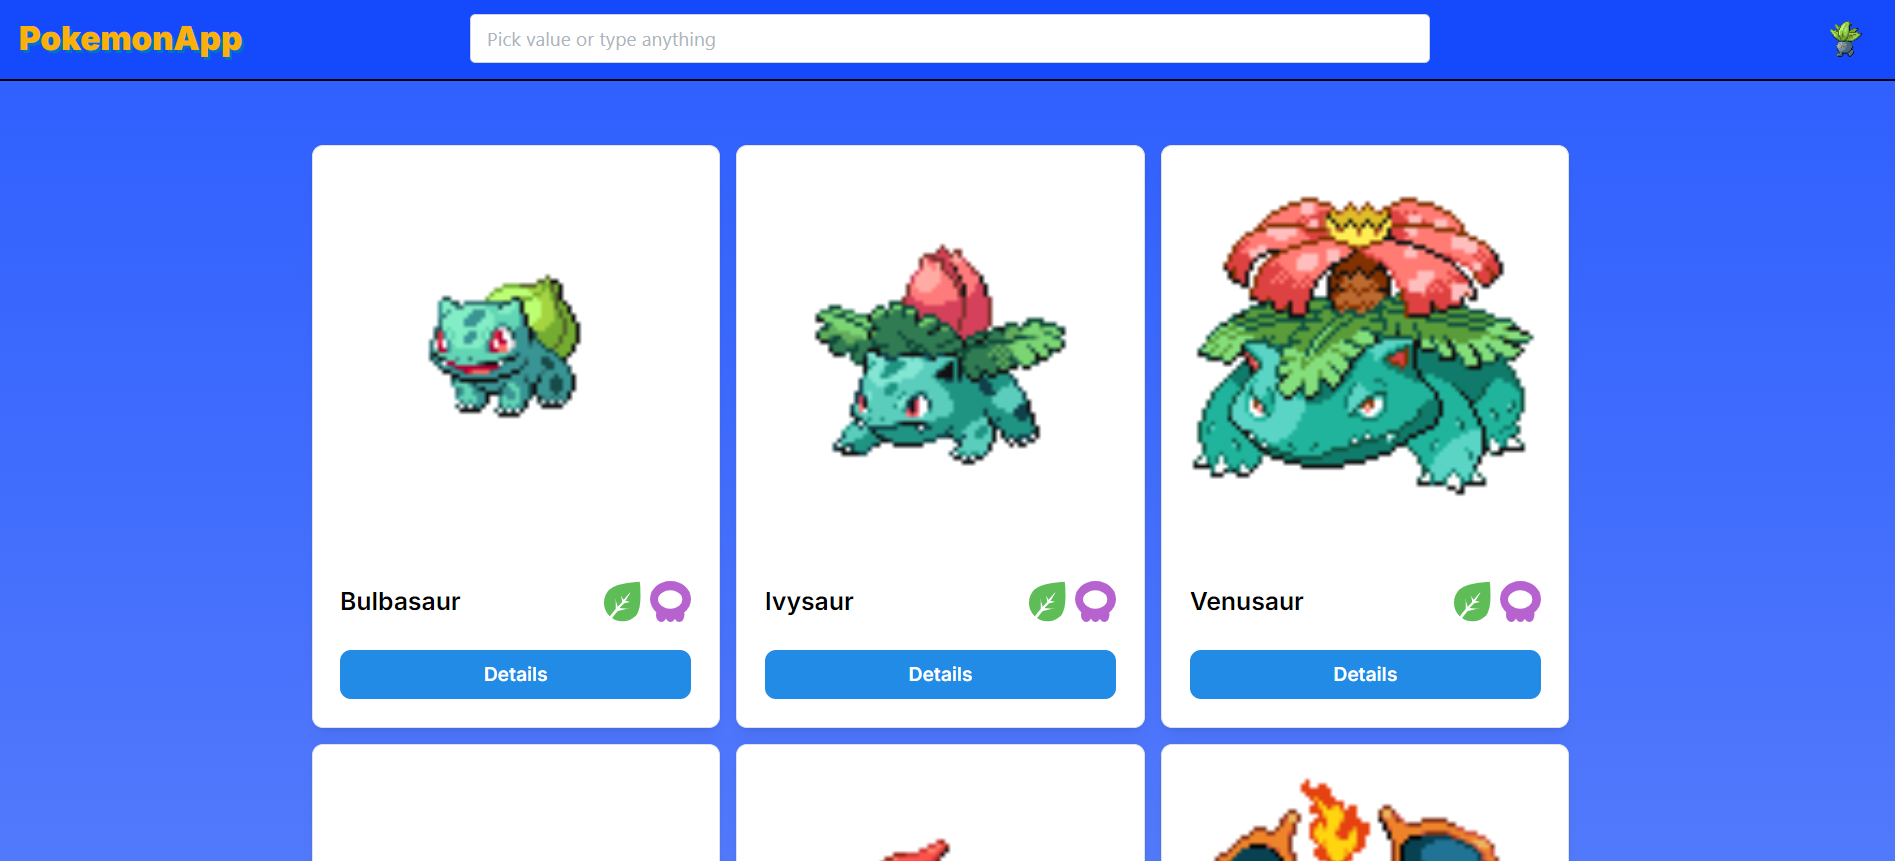 PokemonApp
Pick value or type anything
Bulbasaur
Ivysaur
Venusaur
Details
Details
Details